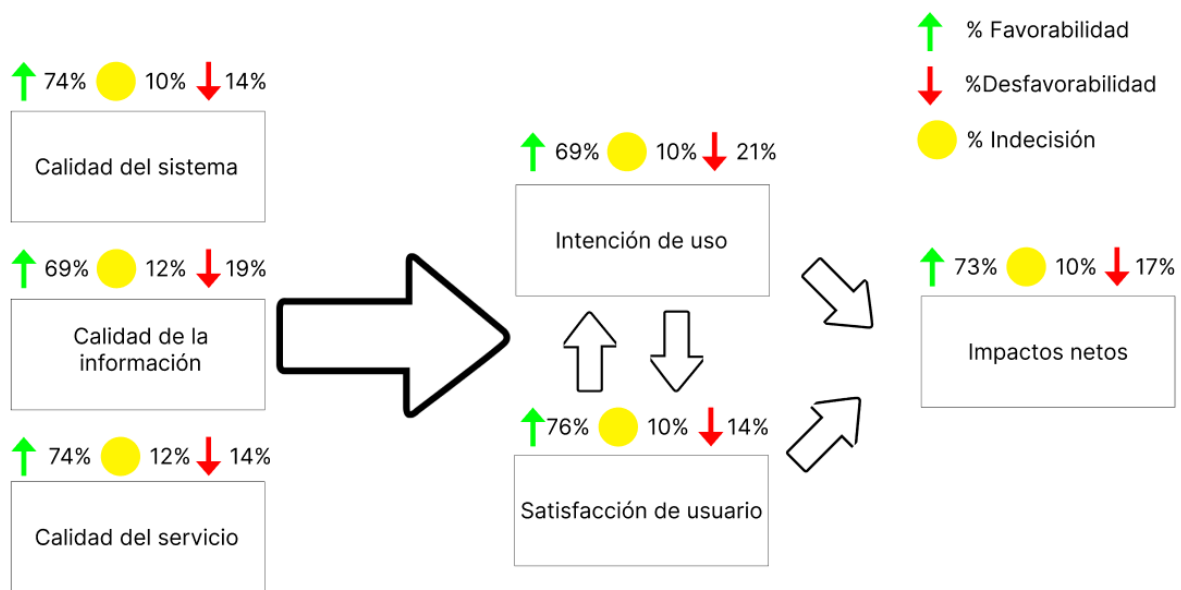 % Favorabilidad
%Desfavorabilidad
% Indecisión
74% 10% 14%
Calidad del sistema
69% 12% 19%
Calidad de la
información
74% 12% 14%
Calidad del servicio
69% 10% 21%
Intención de uso
76% 10% 14%
Satisfacción de usuario
73% 10% 17%
Impactos netos